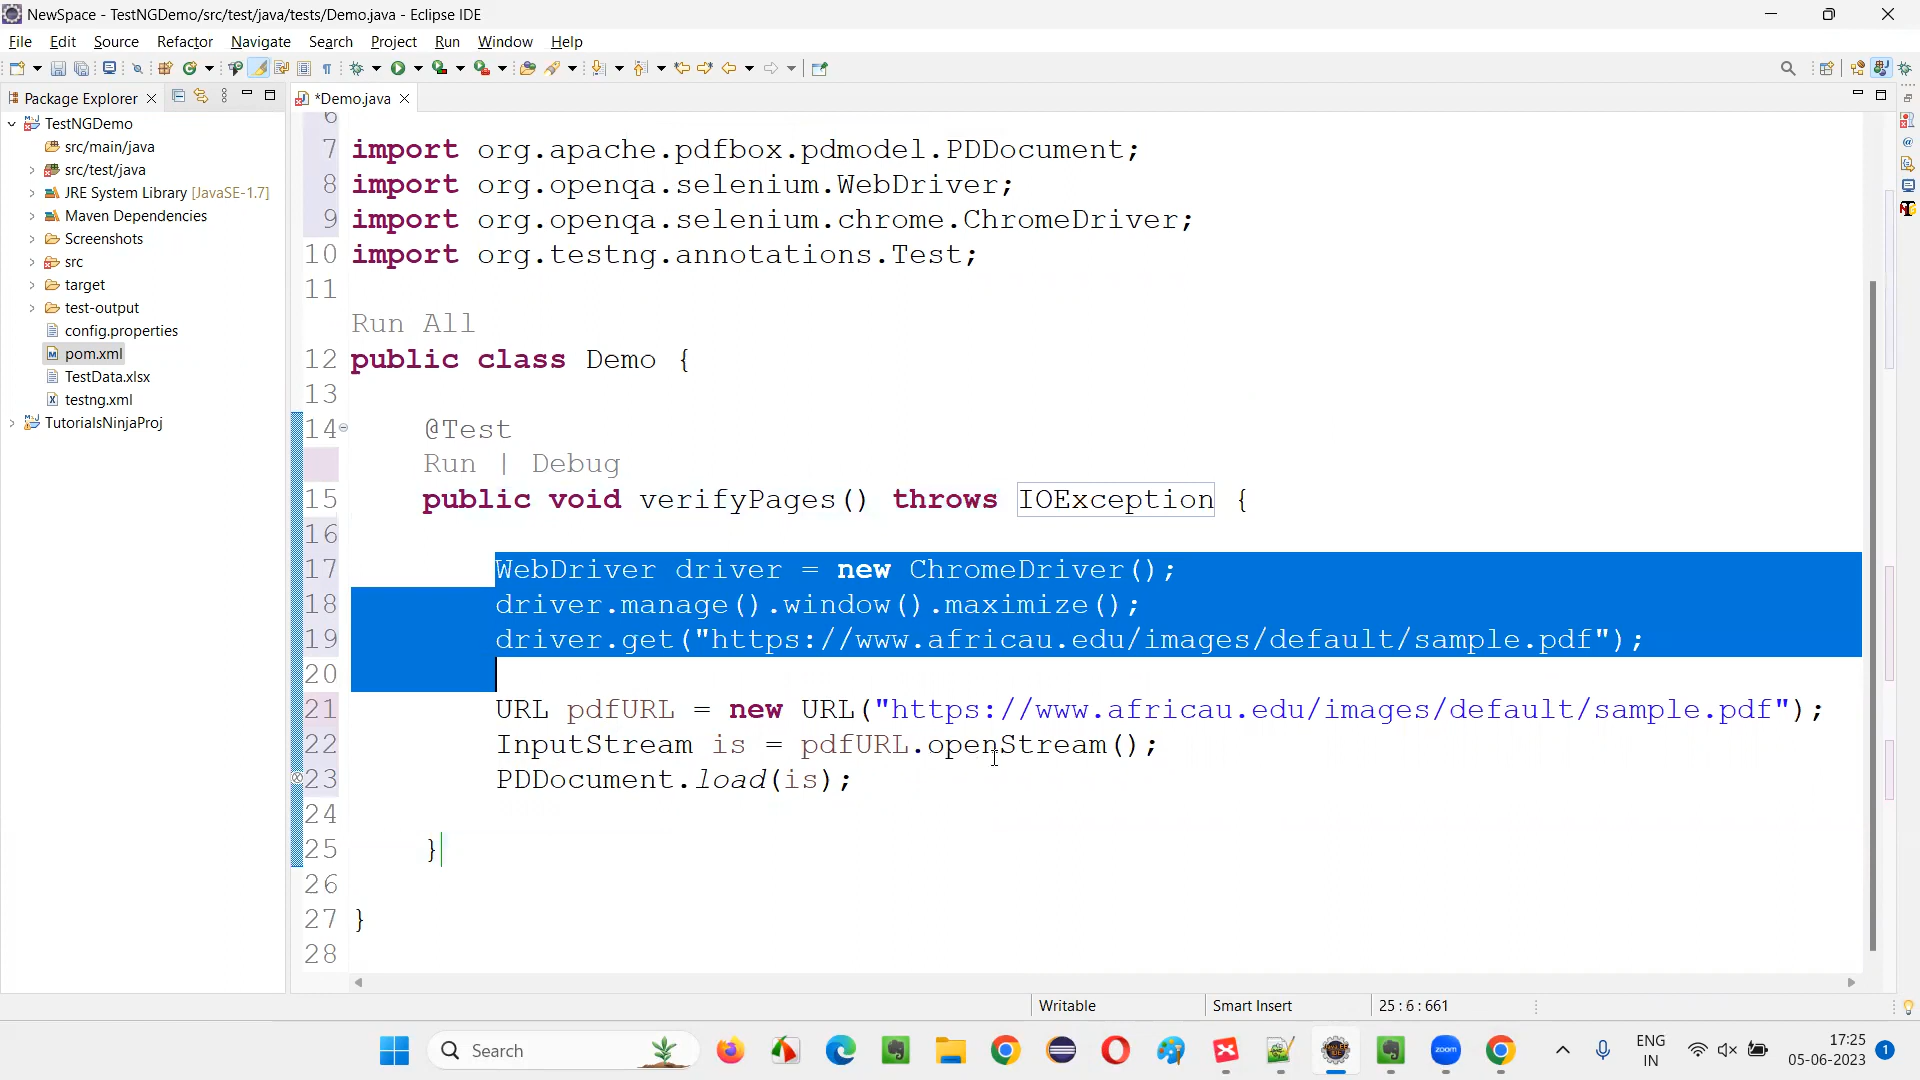 NewSpace - TestNGDemo/src/test/java/tests/Demo.java - Eclipse IDE
File Edit Source Refactor Navigate Search Project Run Window Help
Package Explorer
*Demo.java
TestNGDemo
src/main/java
src/test/java
JRE System Library [JavaSE-1.7]
Maven Dependencies
Screenshots
src
target
test-output
config.properties
pom.xml
TestData.xlsx
testng.xml
TutorialsNinjaProj
6
7 import org.apache.pdfbox.pdmodel.PDDocument;
8 import org.openqa.selenium.WebDriver;
9 import org.openqa.selenium.chrome.ChromeDriver;
10 import org.testng.annotations.Test;
11
Run All
12 public class Demo {
13
14 @Test
Run | Debug
15 public void verifyPages() throws IOException {
16
17 WebDriver driver = new ChromeDriver();
18 driver.manage().window().maximize();
19 driver.get("https://www.africau.edu/images/default/sample.pdf");
20
21 URL pdfURL = new URL("https://www.africau.edu/images/default/sample.pdf");
22 InputStream is = pdfURL.openStream();
23 PDDocument.load(is);
24
25 }
26
27 }
28
Writable Smart Insert 25 : 6 : 661
Search
zoom
ENG
IN
17:25
05-06-2023
1